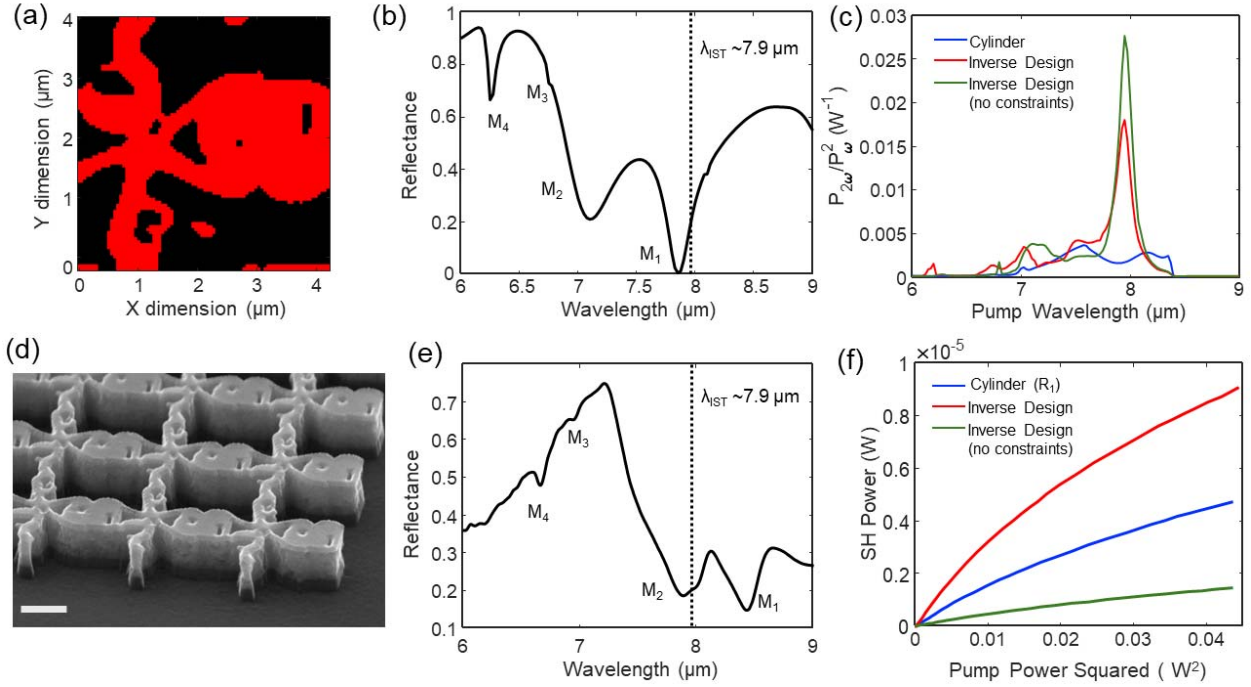 (a)
4
3
2
1
0
Y dimension (µm)
0 1 2 3 4
X dimension (µm)
(b)
1
0.8
0.6
0.4
0.2
0
Reflectance
λIST ~7.9 µm
M3
M4
M2
M1
6 6.5 7 7.5 8 8.5 9
Wavelength (µm)
(c)
0.03
0.025
0.02
0.015
0.01
0.005
0
P2ω/P²ω (W⁻¹)
Cylinder
Inverse Design
Inverse Design
(no constraints)
6 7 8 9
Pump Wavelength (µm)
(d)
(e)
0.8
0.7
0.6
0.5
0.4
0.3
0.2
0.1
Reflectance
λIST ~7.9 µm
M3
M4
M2
M1
6 7 8 9
Wavelength (µm)
(f)
×10⁻⁵
1
0.8
0.6
0.4
0.2
0
SH Power (W)
Cylinder (R₁)
Inverse Design
Inverse Design
(no constraints)
0 0.01 0.02 0.03 0.04
Pump Power Squared ( W²)